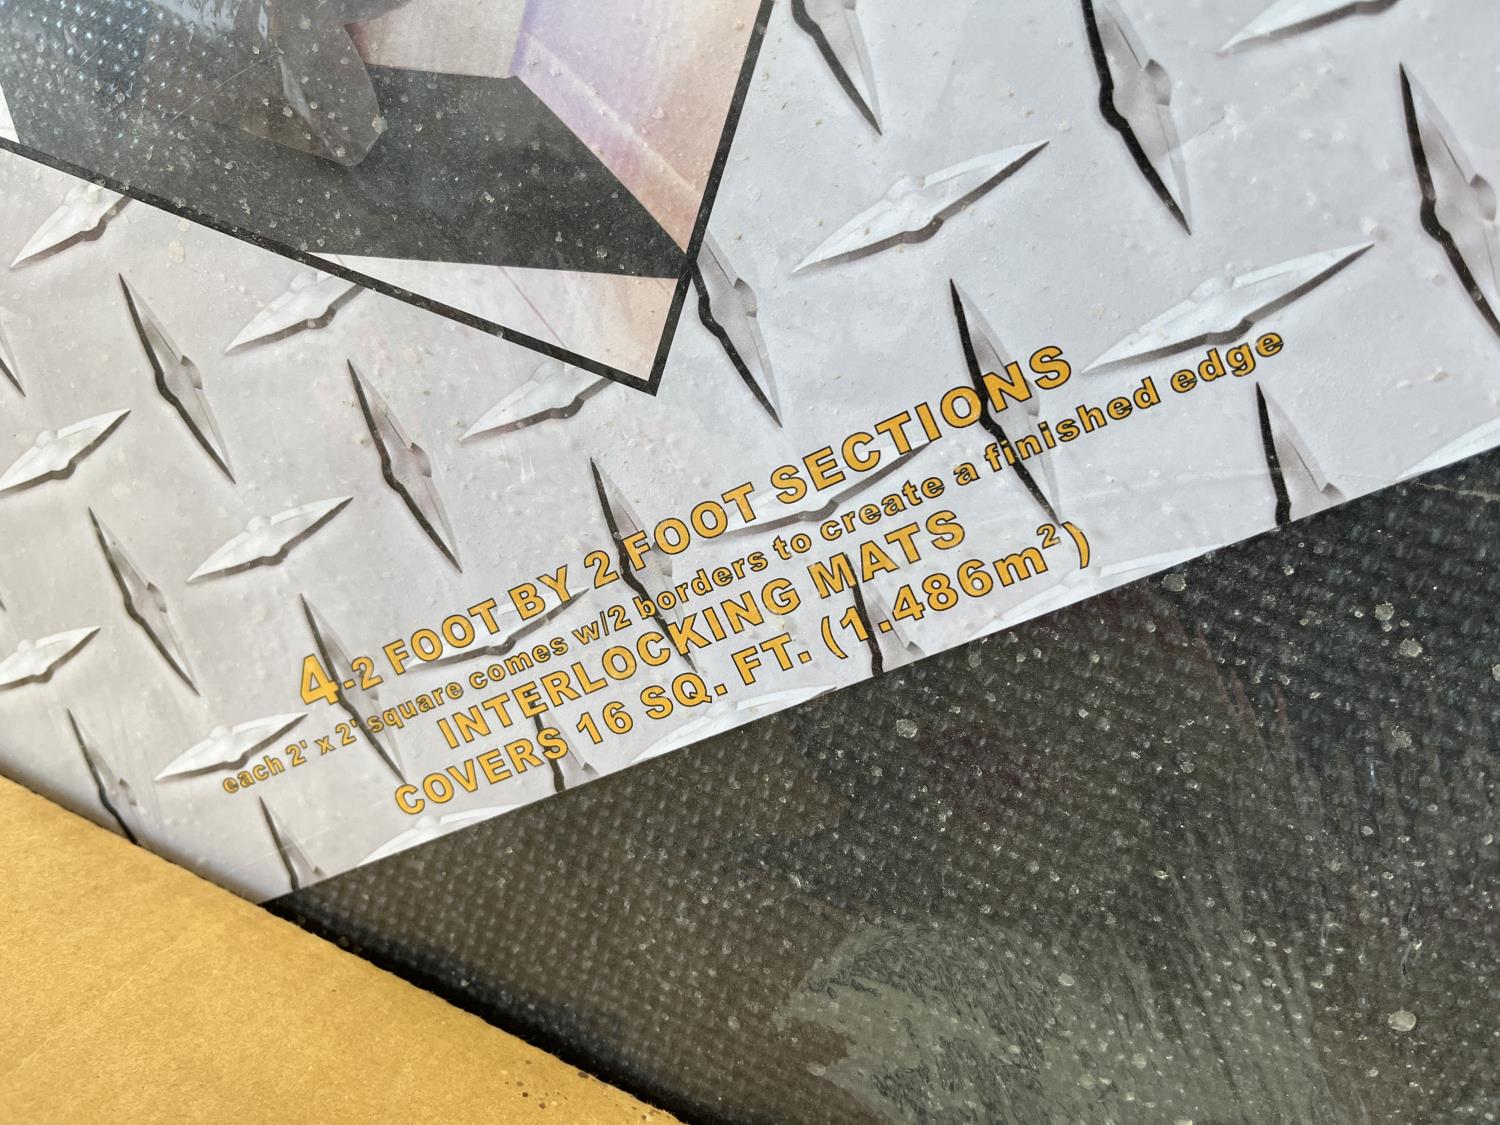 4-2 FOOT BY 2 FOOT SECTIONS
each 2' x 2' square comes w/2 borders to create a finished edge
INTERLOCKING MATS
COVERS 16 SQ. FT. (1.486m²)